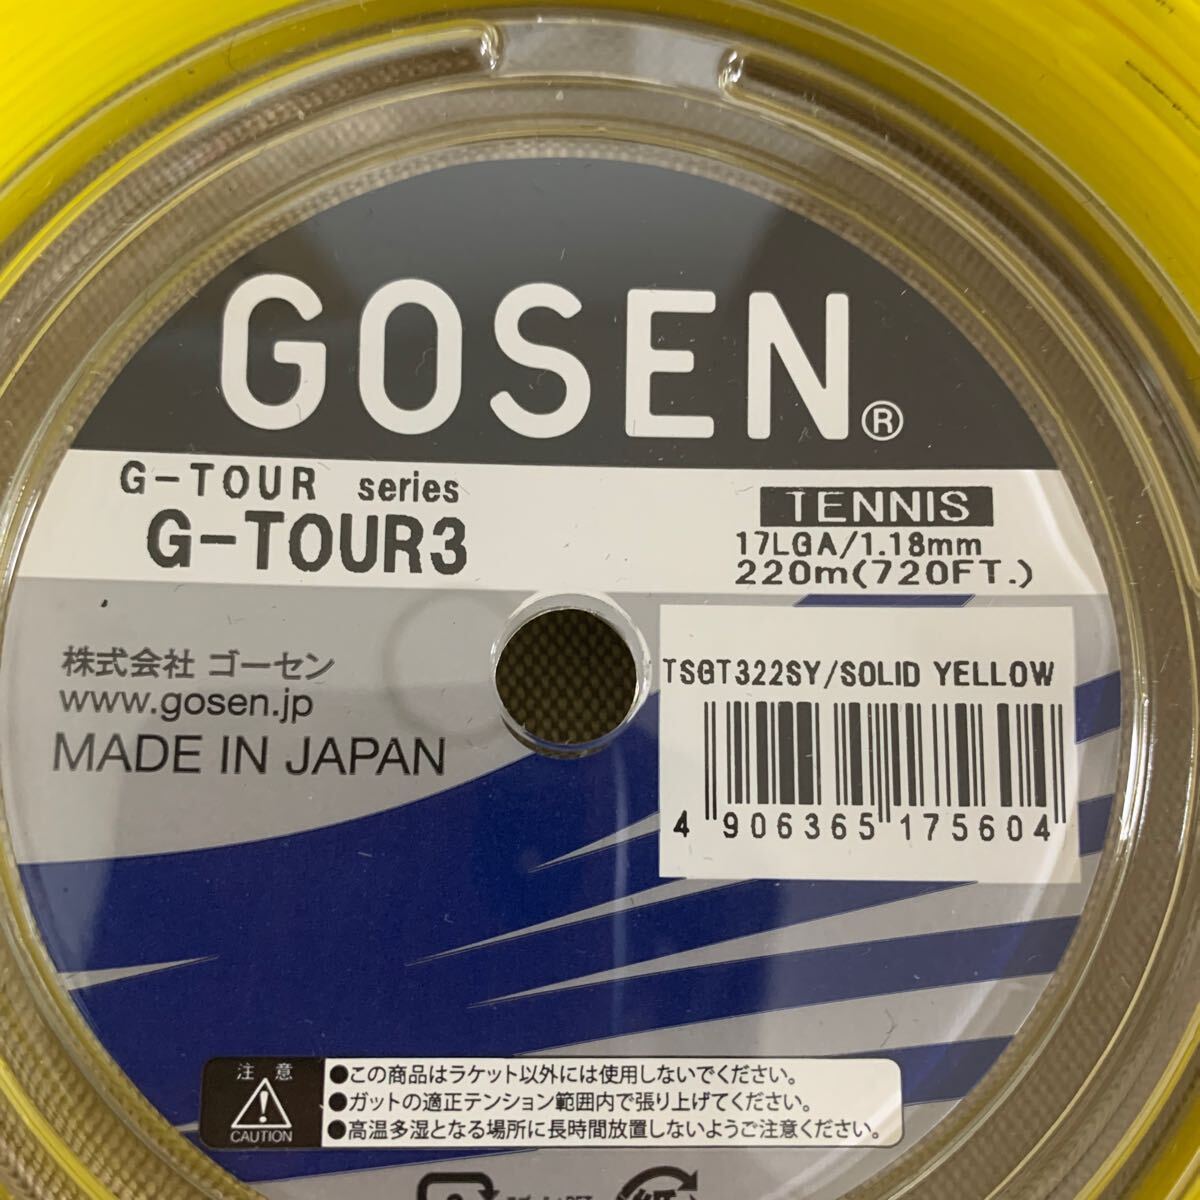 GOSEN®
G-TOUR series
G-TOUR3
TENNIS
17LGA/1.18mm
220m(720FT.)
株式会社 ゴーセン
www.gosen.jp
MADE IN JAPAN
TSGT322SY/SOLID YELLOW
4 906365 175604
注意
CAUTION
●この商品はラケット以外には使用しないでください。
●ガットの適正テンション範囲内で張り上げてください。
●高温多湿となる場所に長時間放置しないようご注意ください。